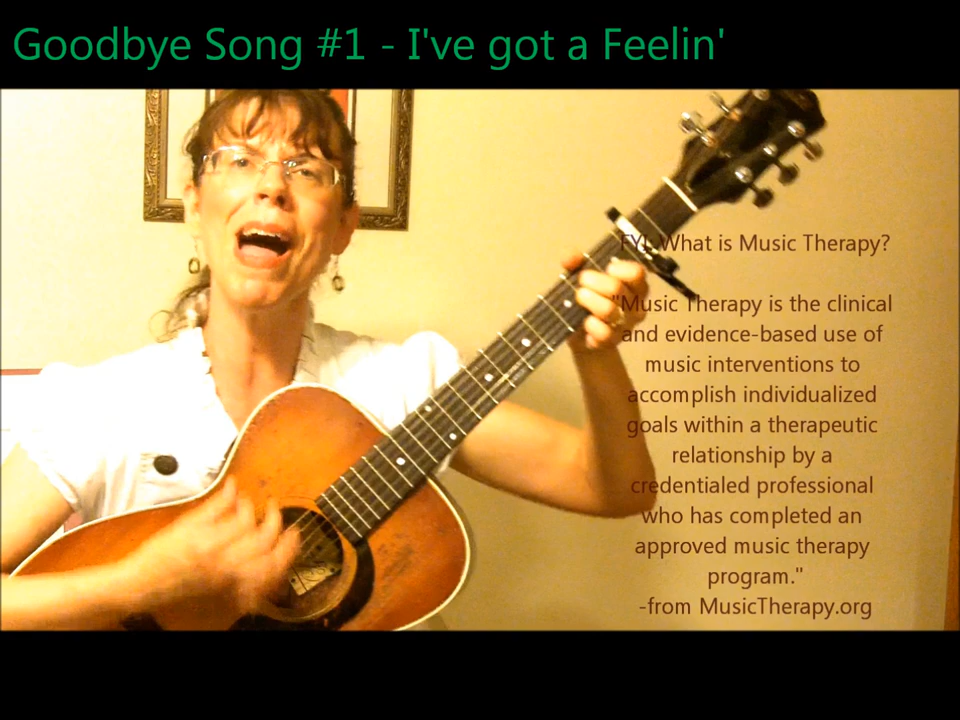 Goodbye Song #1 - I've got a Feelin'
FYI: What is Music Therapy?
"Music Therapy is the clinical
and evidence-based use of
music interventions to
accomplish individualized
goals within a therapeutic
relationship by a
credentialed professional
who has completed an
approved music therapy
program."
-from MusicTherapy.org